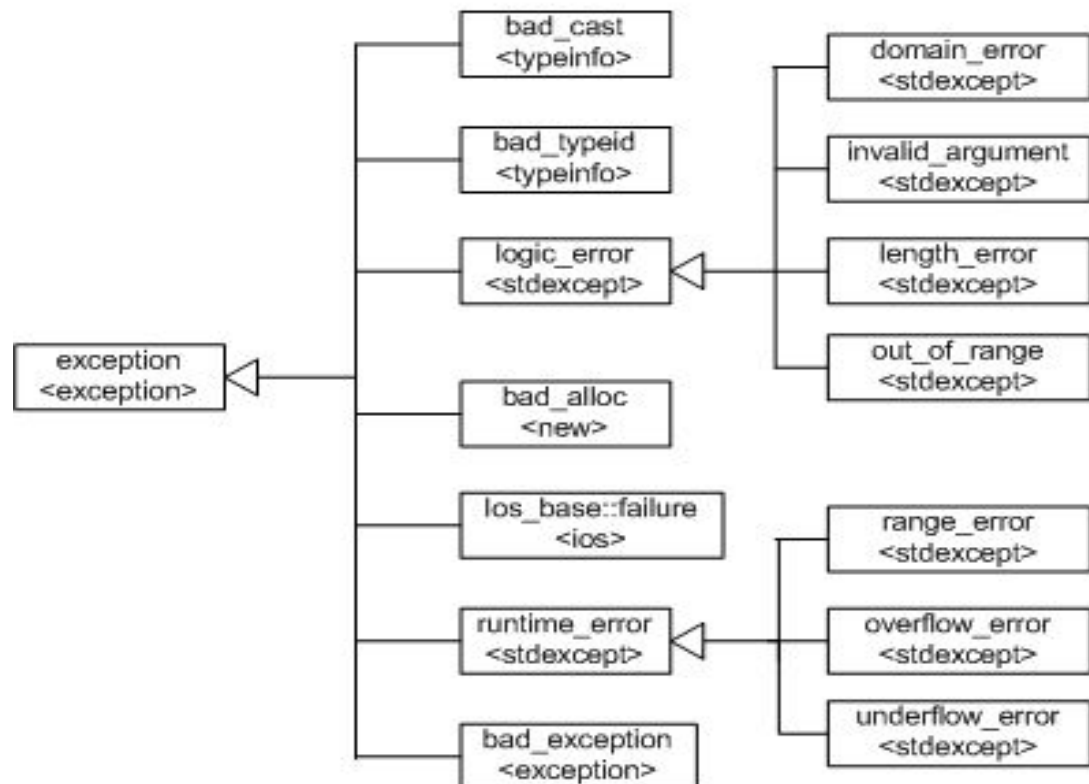 bad_cast
<typeinfo>
domain_error
<stdexcept>
bad_typeid
<typeinfo>
invalid_argument
<stdexcept>
logic_error
<stdexcept>
length_error
<stdexcept>
exception
<exception>
out_of_range
<stdexcept>
bad_alloc
<new>
Ios_base::failure
<ios>
range_error
<stdexcept>
runtime_error
<stdexcept>
overflow_error
<stdexcept>
bad_exception
<exception>
underflow_error
<stdexcept>